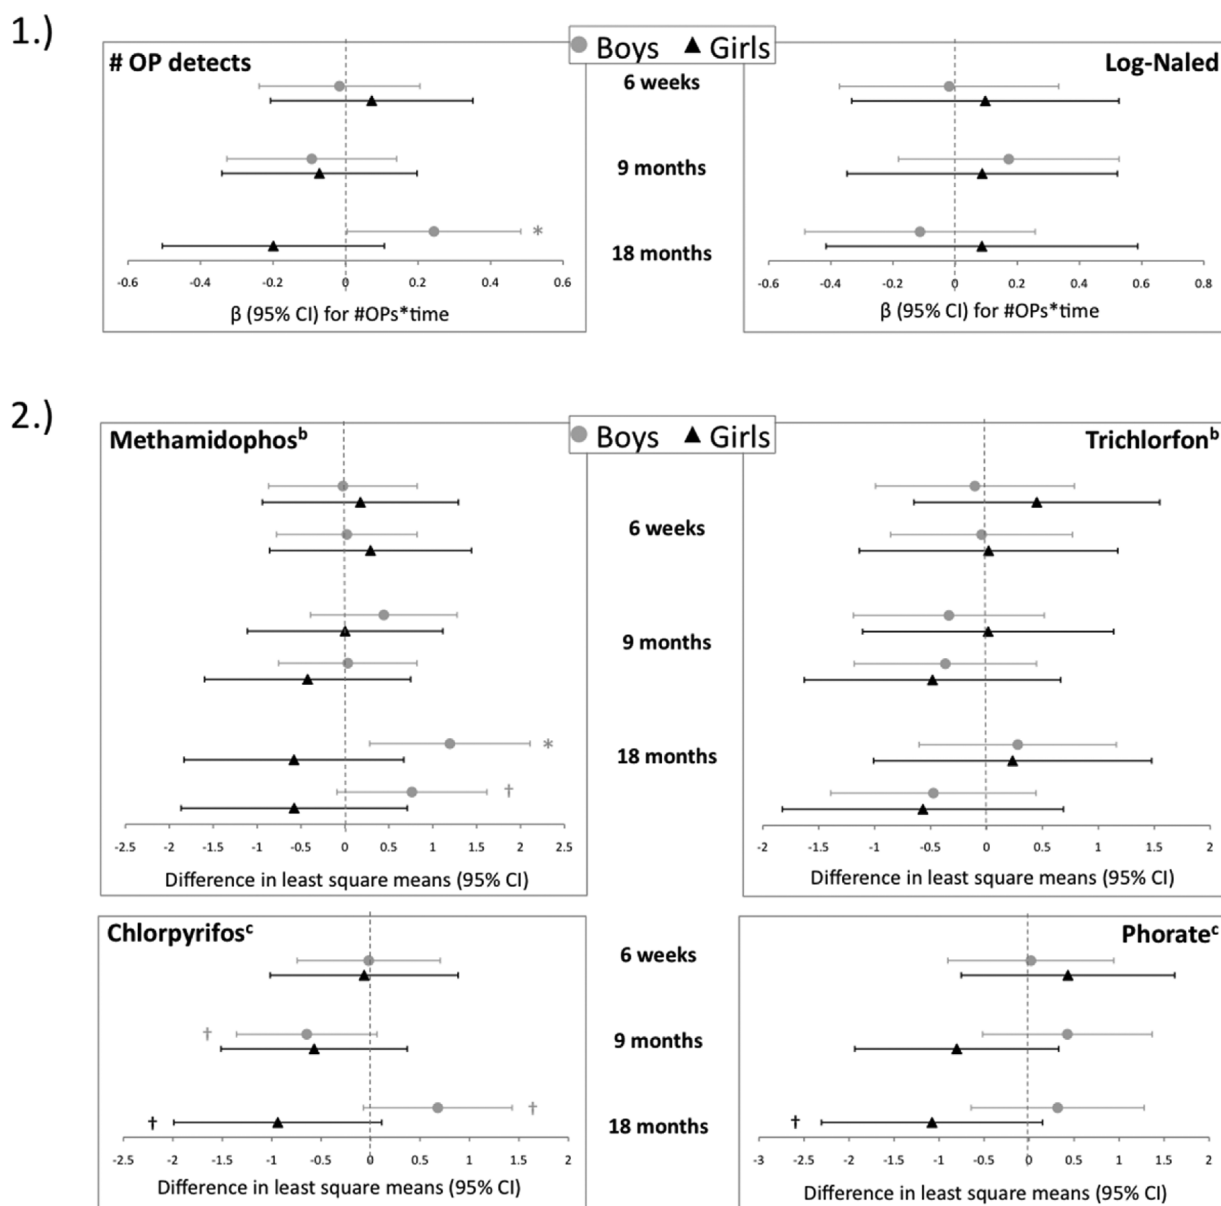 1.)
Boys Girls
# OP detects
Log-Naled
6 weeks
9 months
*
18 months
-0.6 -0.4 -0.2 0 0.2 0.4 0.6
-0.6 -0.4 -0.2 0 0.2 0.4 0.6 0.8
β (95% CI) for #OPs*time
β (95% CI) for #OPs*time
2.)
Boys Girls
Methamidophosᵇ
Trichlorfonᵇ
6 weeks
9 months
*
18 months
†
-2.5 -2 -1.5 -1 -0.5 0 0.5 1 1.5 2 2.5
-2 -1.5 -1 -0.5 0 0.5 1 1.5 2
Difference in least square means (95% CI)
Difference in least square means (95% CI)
Chlorpyrifosᶜ
Phorateᶜ
6 weeks
†
9 months
†
†
†
18 months
-2.5 -2 -1.5 -1 -0.5 0 0.5 1 1.5 2
-3 -2.5 -2 -1.5 -1 -0.5 0 0.5 1 1.5 2
Difference in least square means (95% CI)
Difference in least square means (95% CI)